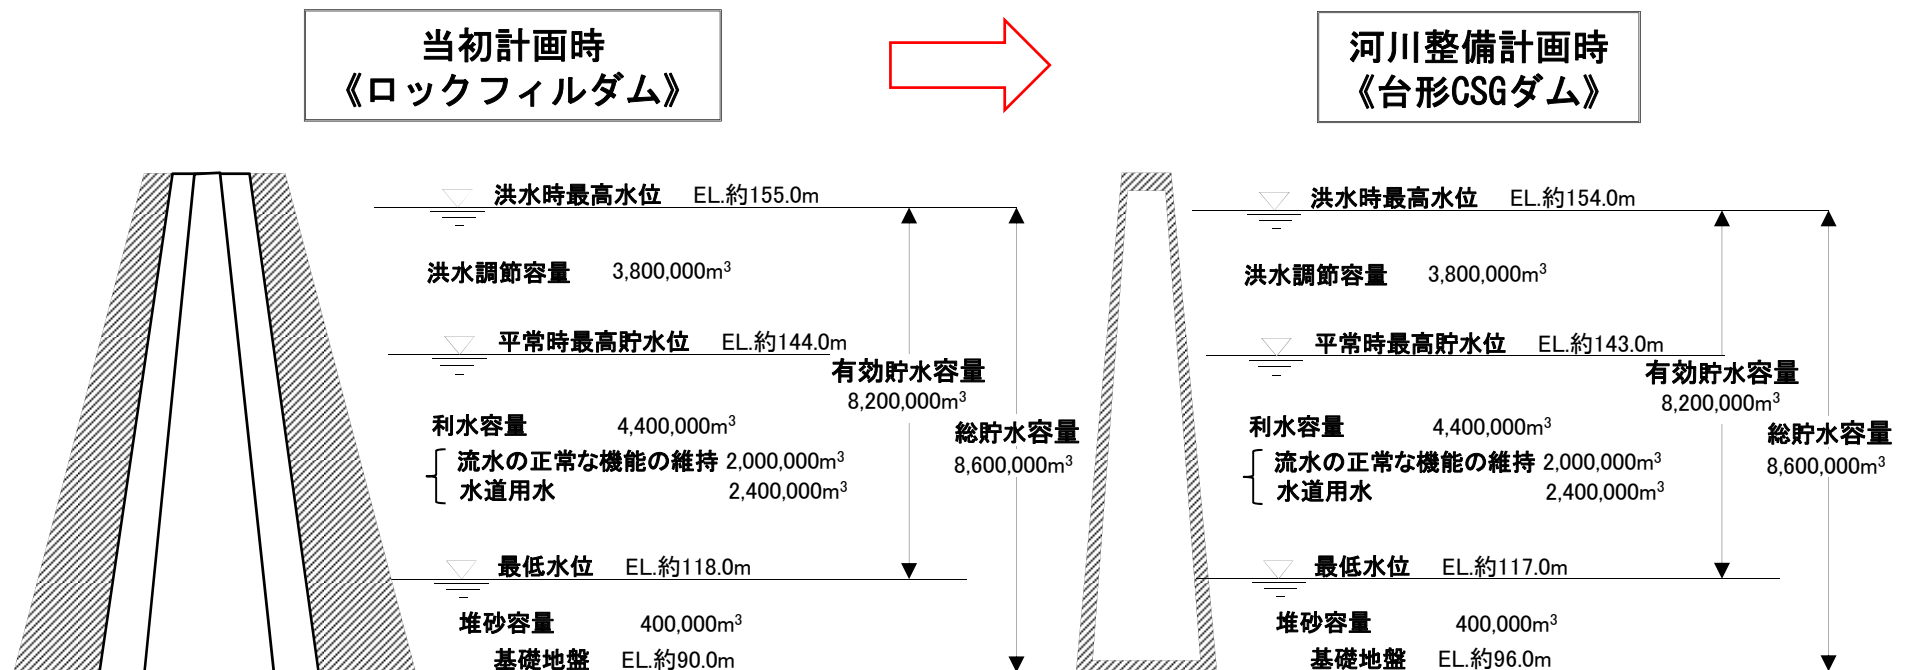 当初計画時
《ロックフィルダム》
洪水時最高水位 EL.約155.0m
洪水調節容量 3,800,000m³
平常時最高貯水位 EL.約144.0m
有効貯水容量
8,200,000m³
利水容量 4,400,000m³
総貯水容量
8,600,000m³
流水の正常な機能の維持 2,000,000m³
水道用水 2,400,000m³
最低水位 EL.約118.0m
堆砂容量 400,000m³
基礎地盤 EL.約90.0m
河川整備計画時
《台形CSGダム》
洪水時最高水位 EL.約154.0m
洪水調節容量 3,800,000m³
平常時最高貯水位 EL.約143.0m
有効貯水容量
8,200,000m³
利水容量 4,400,000m³
総貯水容量
8,600,000m³
流水の正常な機能の維持 2,000,000m³
水道用水 2,400,000m³
最低水位 EL.約117.0m
堆砂容量 400,000m³
基礎地盤 EL.約96.0m